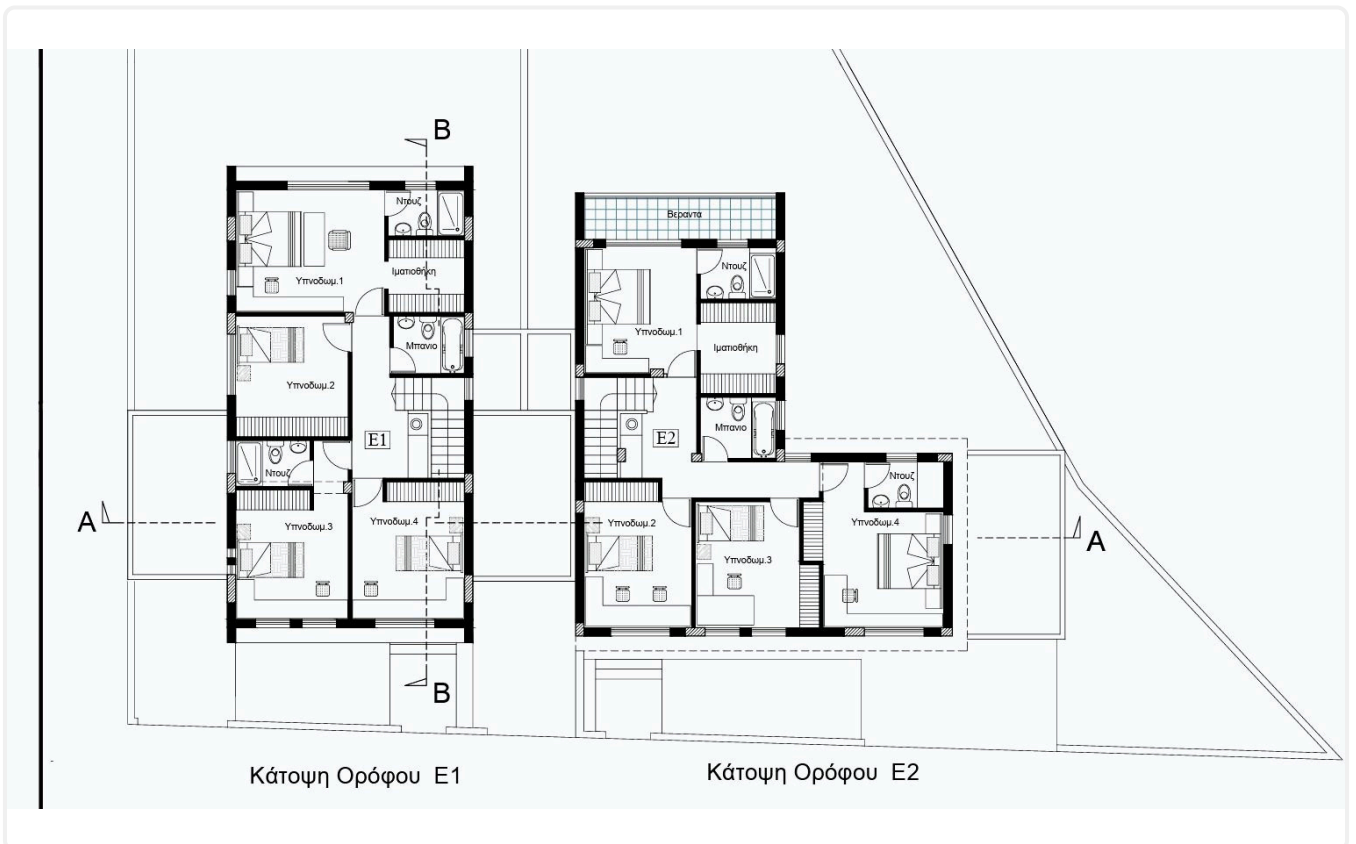 B
Ντουζ
Υπνοδωμ.1
Ιματιοθήκη
Μπανιο
Υπνοδωμ.2
E1
Ντουζ
Υπνοδωμ.3
Υπνοδωμ.4
A
B
Κάτοψη Ορόφου E1
Βεραντα
Ντουζ
Υπνοδωμ.1
Ιματιοθήκη
Μπανιο
E2
Υπνοδωμ.2
Υπνοδωμ.3
Ντουζ
Υπνοδωμ.4
A
Κάτοψη Ορόφου E2